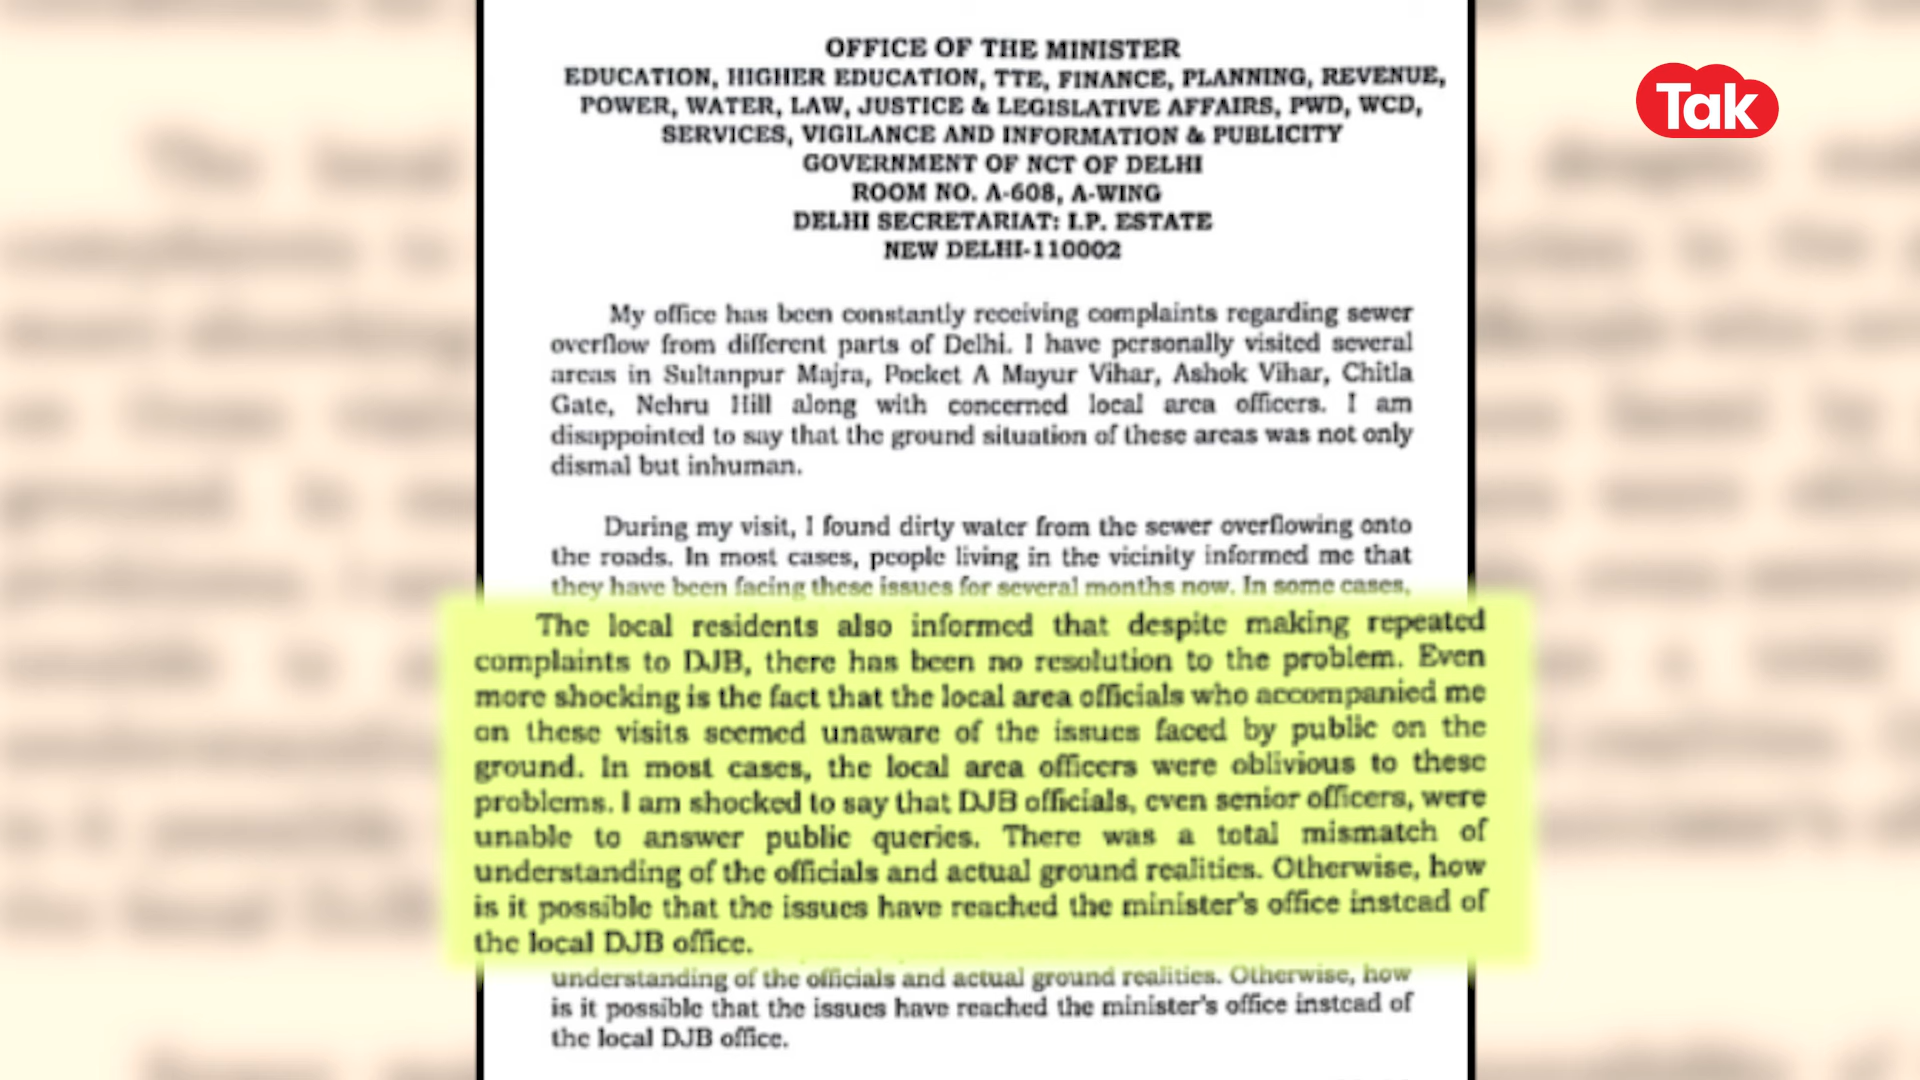 OFFICE OF THE MINISTER
EDUCATION, HIGHER EDUCATION, TTE, FINANCE, PLANNING, REVENUE,
POWER, WATER, LAW, JUSTICE & LEGISLATIVE AFFAIRS, PWD, WCD,
SERVICES, VIGILANCE AND INFORMATION & PUBLICITY
GOVERNMENT OF NCT OF DELHI
ROOM NO. A-608, A-WING
DELHI SECRETARIAT: I.P. ESTATE
NEW DELHI-110002
Tak
My office has been constantly receiving complaints regarding sewer
overflow from different parts of Delhi. I have personally visited several
areas in Sultanpur Majra, Pocket A Mayur Vihar, Ashok Vihar, Chitla
Gate, Nehru Hill along with concerned local area officers. I am
disappointed to say that the ground situation of these areas was not only
dismal but inhuman.
During my visit, I found dirty water from the sewer overflowing onto
the roads. In most cases, people living in the vicinity informed me that
they have been facing these issues for several months now. In some cases,
The local residents also informed that despite making repeated
complaints to DJB, there has been no resolution to the problem. Even
more shocking is the fact that the local area officials who accompanied me
on these visits seemed unaware of the issues faced by public on the
ground. In most cases, the local area officers were oblivious to these
problems. I am shocked to say that DJB officials, even senior officers, were
unable to answer public queries. There was a total mismatch of
understanding of the officials and actual ground realities. Otherwise, how
is it possible that the issues have reached the minister's office instead of
the local DJB office.
understanding of the officials and actual ground realities. Otherwise, how
is it possible that the issues have reached the minister's office instead of
the local DJB office.